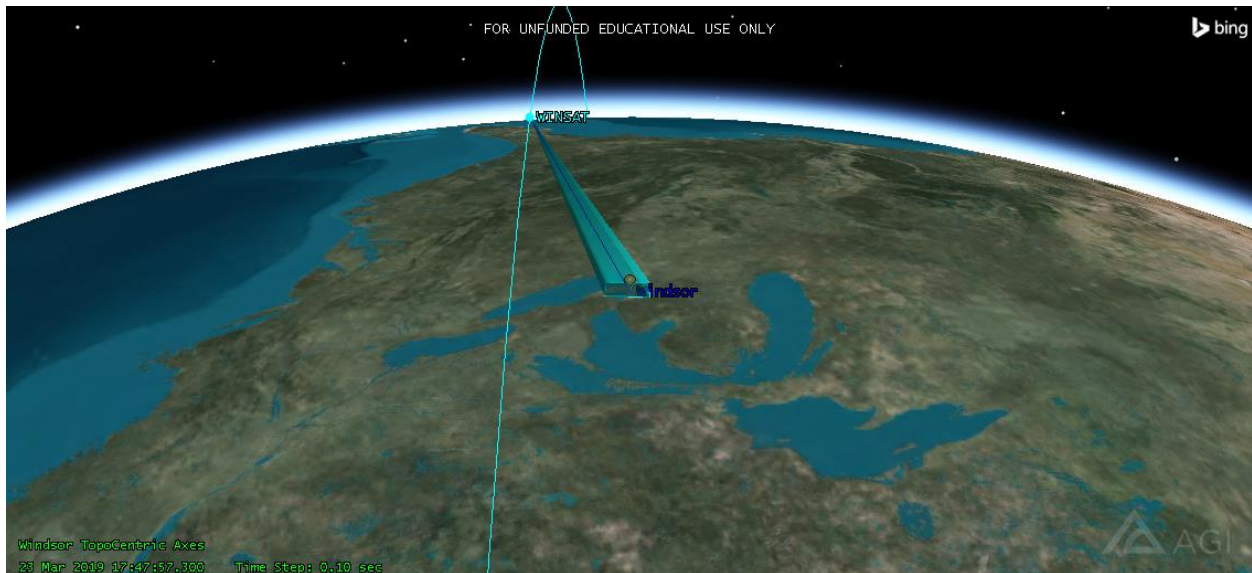 FOR UNFUNDED EDUCATIONAL USE ONLY
bing
WINSAT
Windsor
AGI
Windsor TopoCentric Axes
23 Mar 2019 17:47:57.300 Time Step: 0.10 sec